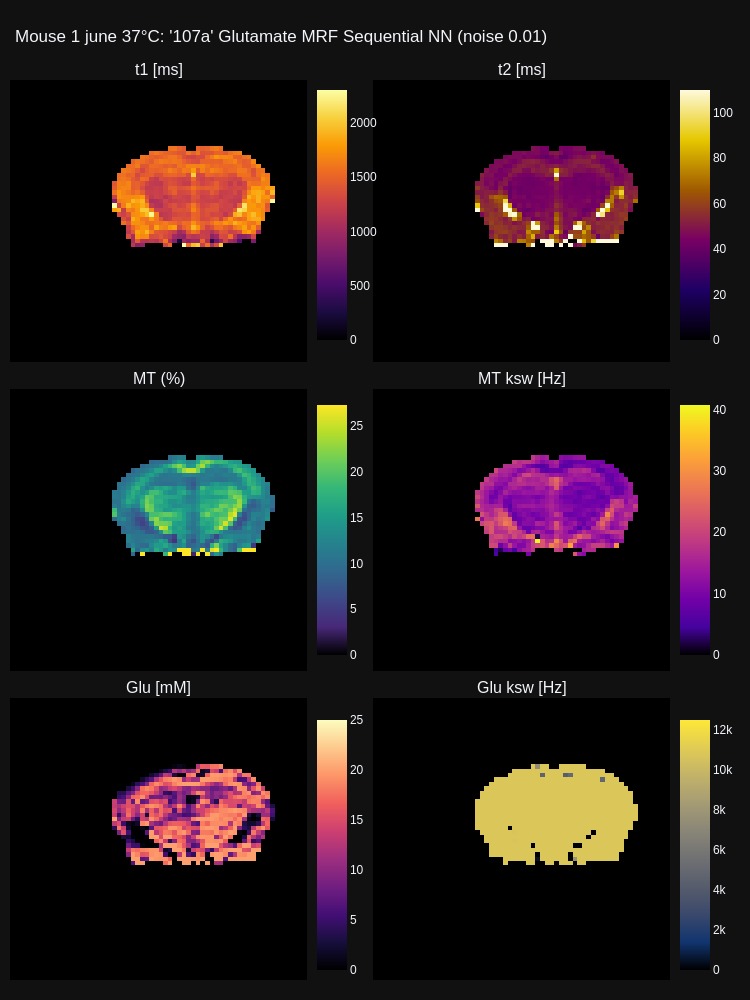 Mouse 1 june 37°C: '107a' Glutamate MRF Sequential NN (noise 0.01)
t1 [ms]
t2 [ms]
2000
1500
1000
500
0
100
80
60
40
20
0
MT (%)
MT ksw [Hz]
25
20
15
10
5
0
40
30
20
10
0
Glu [mM]
Glu ksw [Hz]
25
20
15
10
5
0
12k
10k
8k
6k
4k
2k
0